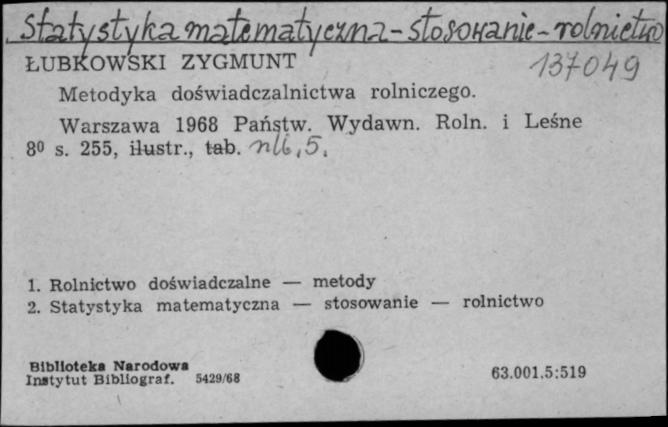 Statystyka matematyczna - stosowanie - rolnictwo
ŁUBKOWSKI ZYGMUNT 137049
Metodyka doświadczalnictwa rolniczego.
Warszawa 1968 Państw. Wydawn. Roln. i Leśne
8⁰ s. 255, ilustr., tab. nlb. 5.
1. Rolnictwo doświadczalne — metody
2. Statystyka matematyczna — stosowanie — rolnictwo
Biblioteka Narodowa
Instytut Bibliograf. 5429/68 63.001.5:519